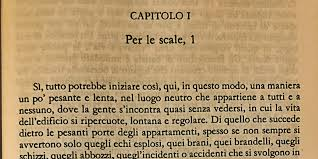 CAPITOLO I
Per le scale, 1
Sì, tutto potrebbe iniziare così, qui, in questo modo, una maniera
un po' pesante e lenta, nel luogo neutro che appartiene a tutti e a
nessuno, dove la gente s'incontra quasi senza vedersi, in cui la vita
dell'edificio si ripercuote, lontana e regolare. Di quello che succede
dietro le pesanti porte degli appartamenti, spesso se non sempre si
avvertono solo quegli echi esplosi, quei brani, quei brandelli, quegli
schizzi, quegli abbozzi, quegl'incidenti o accidenti che si svolgono in